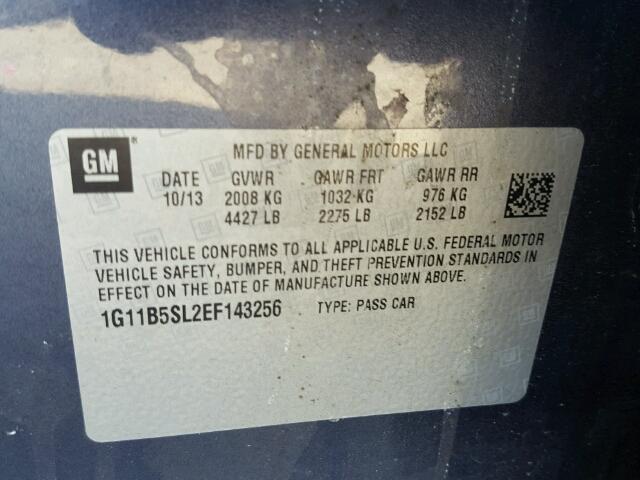 GM
®
MFD BY GENERAL MOTORS LLC
DATE GVWR GAWR FRT GAWR RR
10/13 2008 KG 1032 KG 976 KG
4427 LB 2275 LB 2152 LB
THIS VEHICLE CONFORMS TO ALL APPLICABLE U.S. FEDERAL MOTOR
VEHICLE SAFETY, BUMPER, AND THEFT PREVENTION STANDARDS IN
EFFECT ON THE DATE OF MANUFACTURE SHOWN ABOVE.
1G11B5SL2EF143256 TYPE: PASS CAR